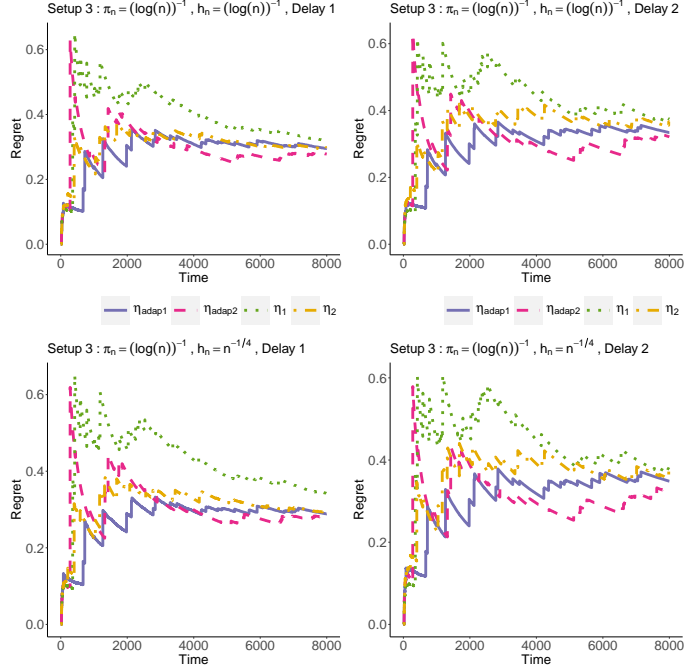 Setup 3 : πₙ = (log(n))⁻¹ , hₙ = (log(n))⁻¹ , Delay 1
Regret
0.6
0.4
0.2
0.0
0 2000 4000 6000 8000
Time
Setup 3 : πₙ = (log(n))⁻¹ , hₙ = (log(n))⁻¹ , Delay 2
Regret
0.6
0.4
0.2
0.0
0 2000 4000 6000 8000
Time
η_adap1 η_adap2 η₁ η₂
η_adap1 η_adap2 η₁ η₂
Setup 3 : πₙ = (log(n))⁻¹ , hₙ = n⁻¹/⁴ , Delay 1
Regret
0.6
0.4
0.2
0.0
0 2000 4000 6000 8000
Time
Setup 3 : πₙ = (log(n))⁻¹ , hₙ = n⁻¹/⁴ , Delay 2
Regret
0.6
0.4
0.2
0.0
0 2000 4000 6000 8000
Time